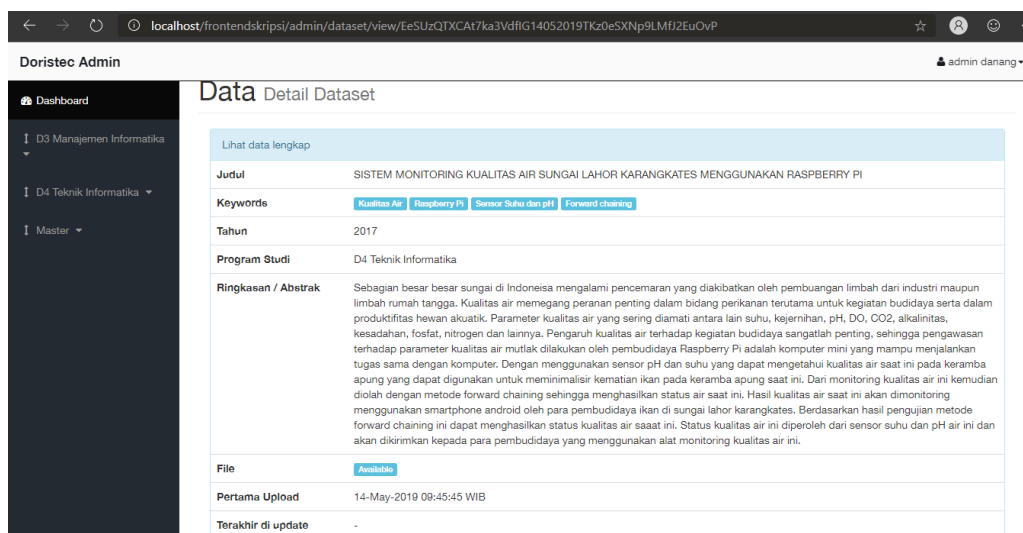 localhost/frontendskripsi/admin/dataset/view/EeSUzQTXCAt7ka3VdflG14052019TKz0eSXNp9LMfJ2EuOvP
Doristec Admin
admin danang
Dashboard
D3 Manajemen Informatika
D4 Teknik Informatika
Master
Data Detail Dataset
Lihat data lengkap
Judul SISTEM MONITORING KUALITAS AIR SUNGAI LAHOR KARANGKATES MENGGUNAKAN RASPBERRY PI
Keywords Kualitas Air Raspberry Pi Sensor Suhu dan pH Forward chaining
Tahun 2017
Program Studi D4 Teknik Informatika
Ringkasan / Abstrak Sebagian besar besar sungai di Indoneisa mengalami pencemaran yang diakibatkan oleh pembuangan limbah dari industri maupun
limbah rumah tangga. Kualitas air memegang peranan penting dalam bidang perikanan terutama untuk kegiatan budidaya serta dalam
produktifitas hewan akuatik. Parameter kualitas air yang sering diamati antara lain suhu, kejernihan, pH, DO, CO2, alkalinitas,
kesadahan, fosfat, nitrogen dan lainnya. Pengaruh kualitas air terhadap kegiatan budidaya sangatlah penting, sehingga pengawasan
terhadap parameter kualitas air mutlak dilakukan oleh pembudidaya Raspberry Pi adalah komputer mini yang mampu menjalankan
tugas sama dengan komputer. Dengan menggunakan sensor pH dan suhu yang dapat mengetahui kualitas air saat ini pada keramba
apung yang dapat digunakan untuk meminimalisir kematian ikan pada keramba apung saat ini. Dari monitoring kualitas air ini kemudian
diolah dengan metode forward chaining sehingga menghasilkan status air saat ini. Hasil kualitas air saat ini akan dimonitoring
menggunakan smartphone android oleh para pembudidaya ikan di sungai lahor karangkates. Berdasarkan hasil pengujian metode
forward chaining ini dapat menghasilkan status kualitas air saaat ini. Status kualitas air ini diperoleh dari sensor suhu dan pH air ini dan
akan dikirimkan kepada para pembudidaya yang menggunakan alat monitoring kualitas air ini.
File Available
Pertama Upload 14-May-2019 09:45:45 WIB
Terakhir di update -